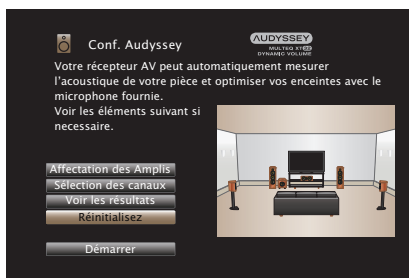 Conf. Audyssey
AUDYSSEY
MULTEQ XT32
DYNAMIC VOLUME
Votre récepteur AV peut automatiquement mesurer
l'acoustique de votre pièce et optimiser vos enceintes avec le
microphone fournie.
Voir les éléments suivant si
necessaire.
Affectation des Amplis
Sélection des canaux
Voir les résultats
Réinitialisez
Démarrer